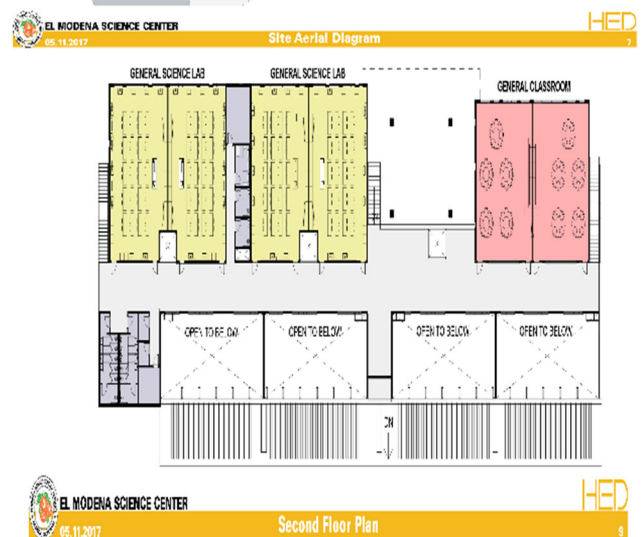 EL MODENA SCIENCE CENTER
HED
05.11.2017
Site Aerial Diagram
7
GENERAL SCIENCE LAB
GENERAL SCIENCE LAB
GENERAL CLASSROOM
OPEN TO BELOW
OPEN TO BELOW
OPEN TO BELOW
OPEN TO BELOW
DN
EL MODENA SCIENCE CENTER
HED
05.11.2017
Second Floor Plan
9